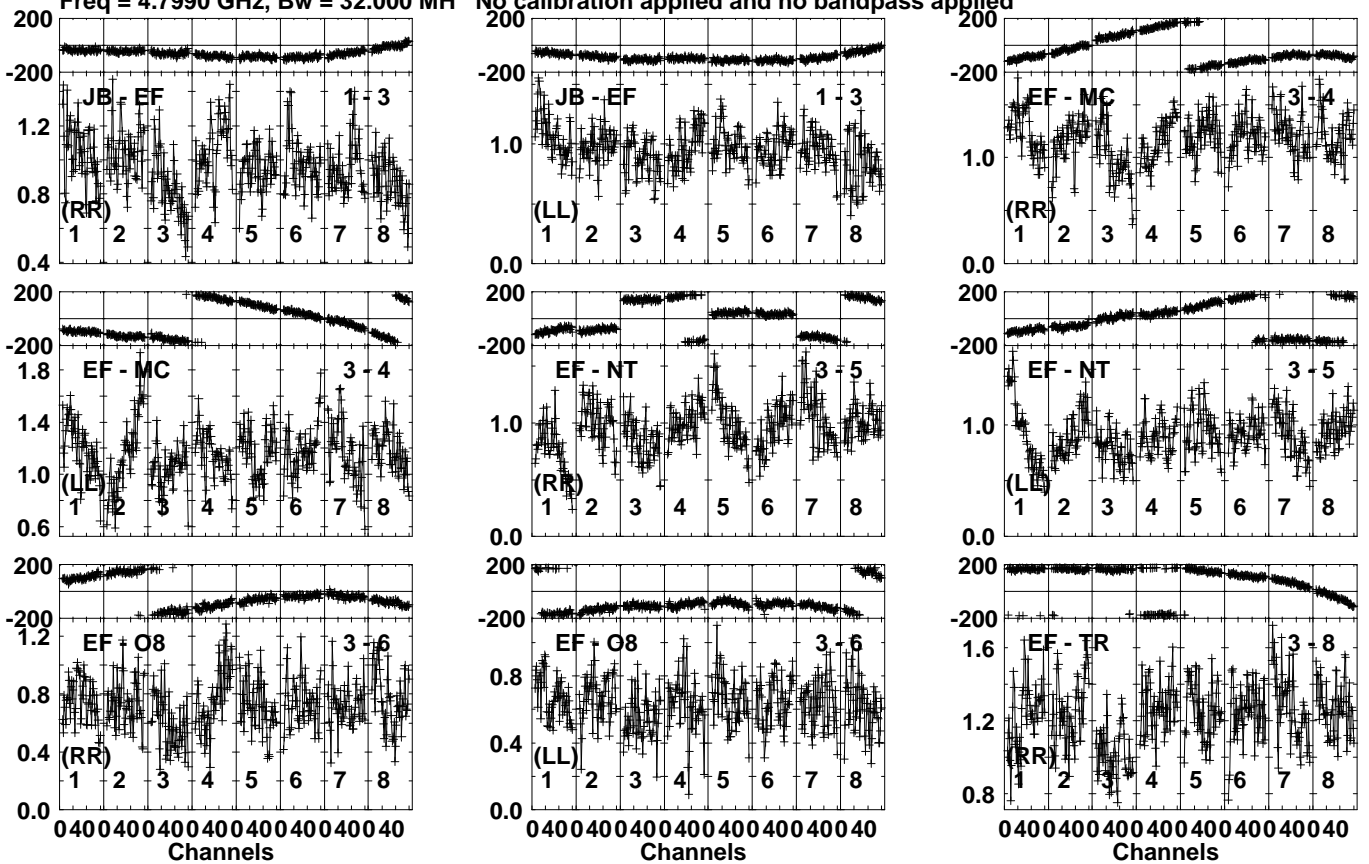 Freq = 4.7990 GHz, Bw = 32.000 MH No calibration applied and no bandpass applied
200
-200
JB - EF 1 - 3
1.2
0.8
0.4
(RR)
1 2 3 4 5 6 7 8
200
-200
JB - EF 1 - 3
1.0
0.0
(LL)
1 2 3 4 5 6 7 8
200
-200
EF - MC 3 - 4
1.0
0.0
(RR)
1 2 3 4 5 6 7 8
200
-200
EF - MC 3 - 4
1.8
1.4
1.0
0.6
(LL)
1 2 3 4 5 6 7 8
200
-200
EF - NT 3 - 5
1.0
0.0
(RR)
1 2 3 4 5 6 7 8
200
-200
EF - NT 3 - 5
1.0
0.0
(LL)
1 2 3 4 5 6 7 8
200
-200
EF - O8 3 - 6
1.2
0.8
0.4
0.0
(RR)
1 2 3 4 5 6 7 8
0 40 0 40 0 40 0 40 0 40 0 40 0 40 0 40
Channels
200
-200
EF - O8 3 - 6
0.8
0.4
0.0
(LL)
1 2 3 4 5 6 7 8
0 40 0 40 0 40 0 40 0 40 0 40 0 40 0 40
Channels
200
-200
EF - TR 3 - 8
1.6
1.2
0.8
(RR)
1 2 3 4 5 6 7 8
0 40 0 40 0 40 0 40 0 40 0 40 0 40 0 40
Channels